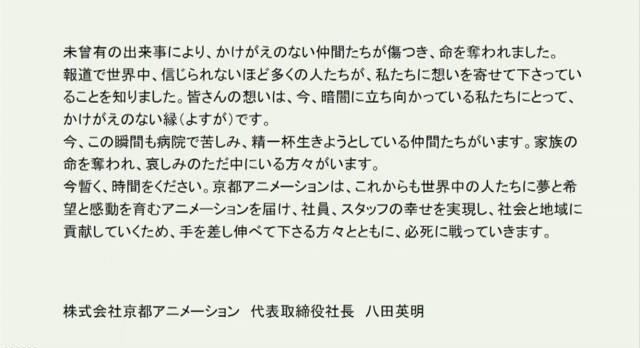 未曾有の出来事により、かけがえのない仲間たちが傷つき、命を奪われました。
報道で世界中、信じられないほど多くの人たちが、私たちに想いを寄せて下さってい
ることを知りました。皆さんの想いは、今、暗闇に立ち向かっている私たちにとって、
かけがえのない縁（よすが）です。
今、この瞬間も病院で苦しみ、精一杯生きようとしている仲間たちがいます。家族の
命を奪われ、哀しみのただ中にいる方々がいます。
今暫く、時間をください。京都アニメーションは、これからも世界中の人たちに夢と希
望と感動を育むアニメーションを届け、社員、スタッフの幸せを実現し、社会と地域に
貢献していくため、手を差し伸べて下さる方々とともに、必死に戦っていきます。
株式会社京都アニメーション　代表取締役社長　八田英明